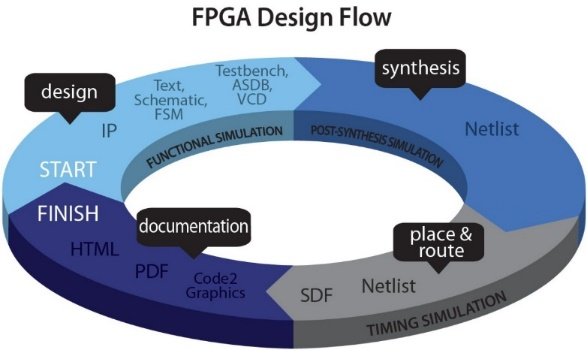 FPGA Design Flow
design
Text,
Schematic,
FSM
Testbench,
ASDB,
VCD
synthesis
IP
Netlist
START
FUNCTIONAL SIMULATION
POST-SYNTHESIS SIMULATION
FINISH
documentation
place &
route
HTML
PDF
Code2
Graphics
SDF
Netlist
TIMING SIMULATION